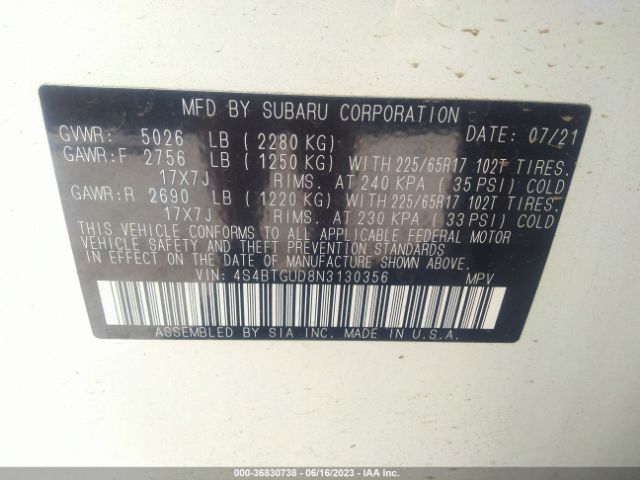 MFD BY SUBARU CORPORATION
GVWR: 5026 LB (2280 KG) DATE: 07/21
GAWR:F 2756 LB (1250 KG) WITH 225/65R17 102T TIRES.
17X7J RIMS. AT 240 KPA (35 PSI) COLD
GAWR:R 2690 LB (1220 KG) WITH 225/65R17 102T TIRES.
17X7J RIMS. AT 230 KPA (33 PSI) COLD
THIS VEHICLE CONFORMS TO ALL APPLICABLE FEDERAL MOTOR
VEHICLE SAFETY AND THEFT PREVENTION STANDARDS
IN EFFECT ON THE DATE OF MANUFACTURE SHOWN ABOVE.
VIN: 4S4BTGUD8N3130356 MPV
ASSEMBLED BY SIA INC. MADE IN U.S.A.
000-36830738 - 06/16/2023 - IAAI.COM